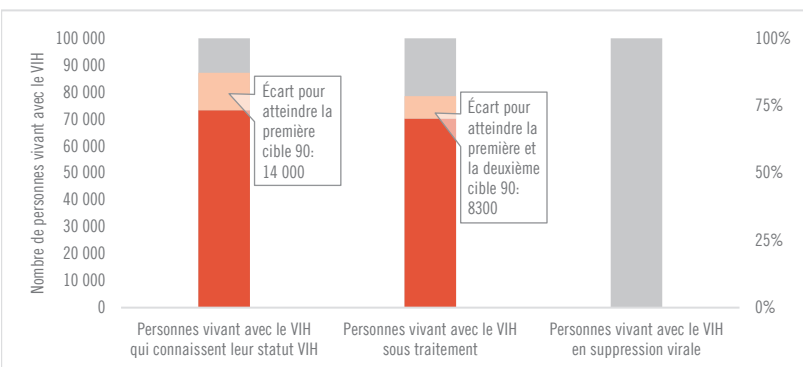 Nombre de personnes vivant avec le VIH
100 000
90 000
80 000
70 000
60 000
50 000
40 000
30 000
20 000
10 000
0
Écart pour
atteindre la
première
cible 90:
14 000
Écart pour
atteindre la
première et
la deuxième
cible 90:
8300
100%
75%
50%
25%
0%
Personnes vivant avec le VIH
qui connaissent leur statut VIH
Personnes vivant avec le VIH
sous traitement
Personnes vivant avec le VIH
en suppression virale